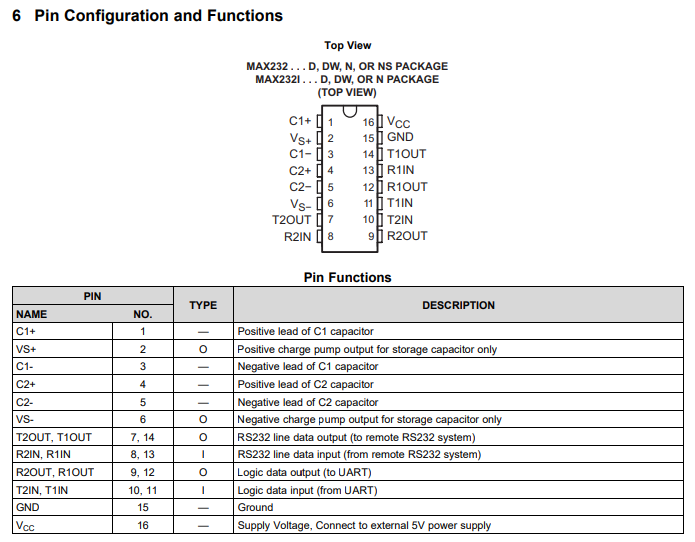 6 Pin Configuration and Functions
Top View
MAX232 . . . D, DW, N, OR NS PACKAGE
MAX232I . . . D, DW, OR N PACKAGE
(TOP VIEW)
C1+ 1 16 VCC
VS+ 2 15 GND
C1− 3 14 T1OUT
C2+ 4 13 R1IN
C2− 5 12 R1OUT
VS− 6 11 T1IN
T2OUT 7 10 T2IN
R2IN 8 9 R2OUT
Pin Functions
PIN
TYPE DESCRIPTION
NAME NO.
C1+ 1 — Positive lead of C1 capacitor
VS+ 2 O Positive charge pump output for storage capacitor only
C1- 3 — Negative lead of C1 capacitor
C2+ 4 — Positive lead of C2 capacitor
C2- 5 — Negative lead of C2 capacitor
VS- 6 O Negative charge pump output for storage capacitor only
T2OUT, T1OUT 7, 14 O RS232 line data output (to remote RS232 system)
R2IN, R1IN 8, 13 I RS232 line data input (from remote RS232 system)
R2OUT, R1OUT 9, 12 O Logic data output (to UART)
T2IN, T1IN 10, 11 I Logic data input (from UART)
GND 15 — Ground
VCC 16 — Supply Voltage, Connect to external 5V power supply